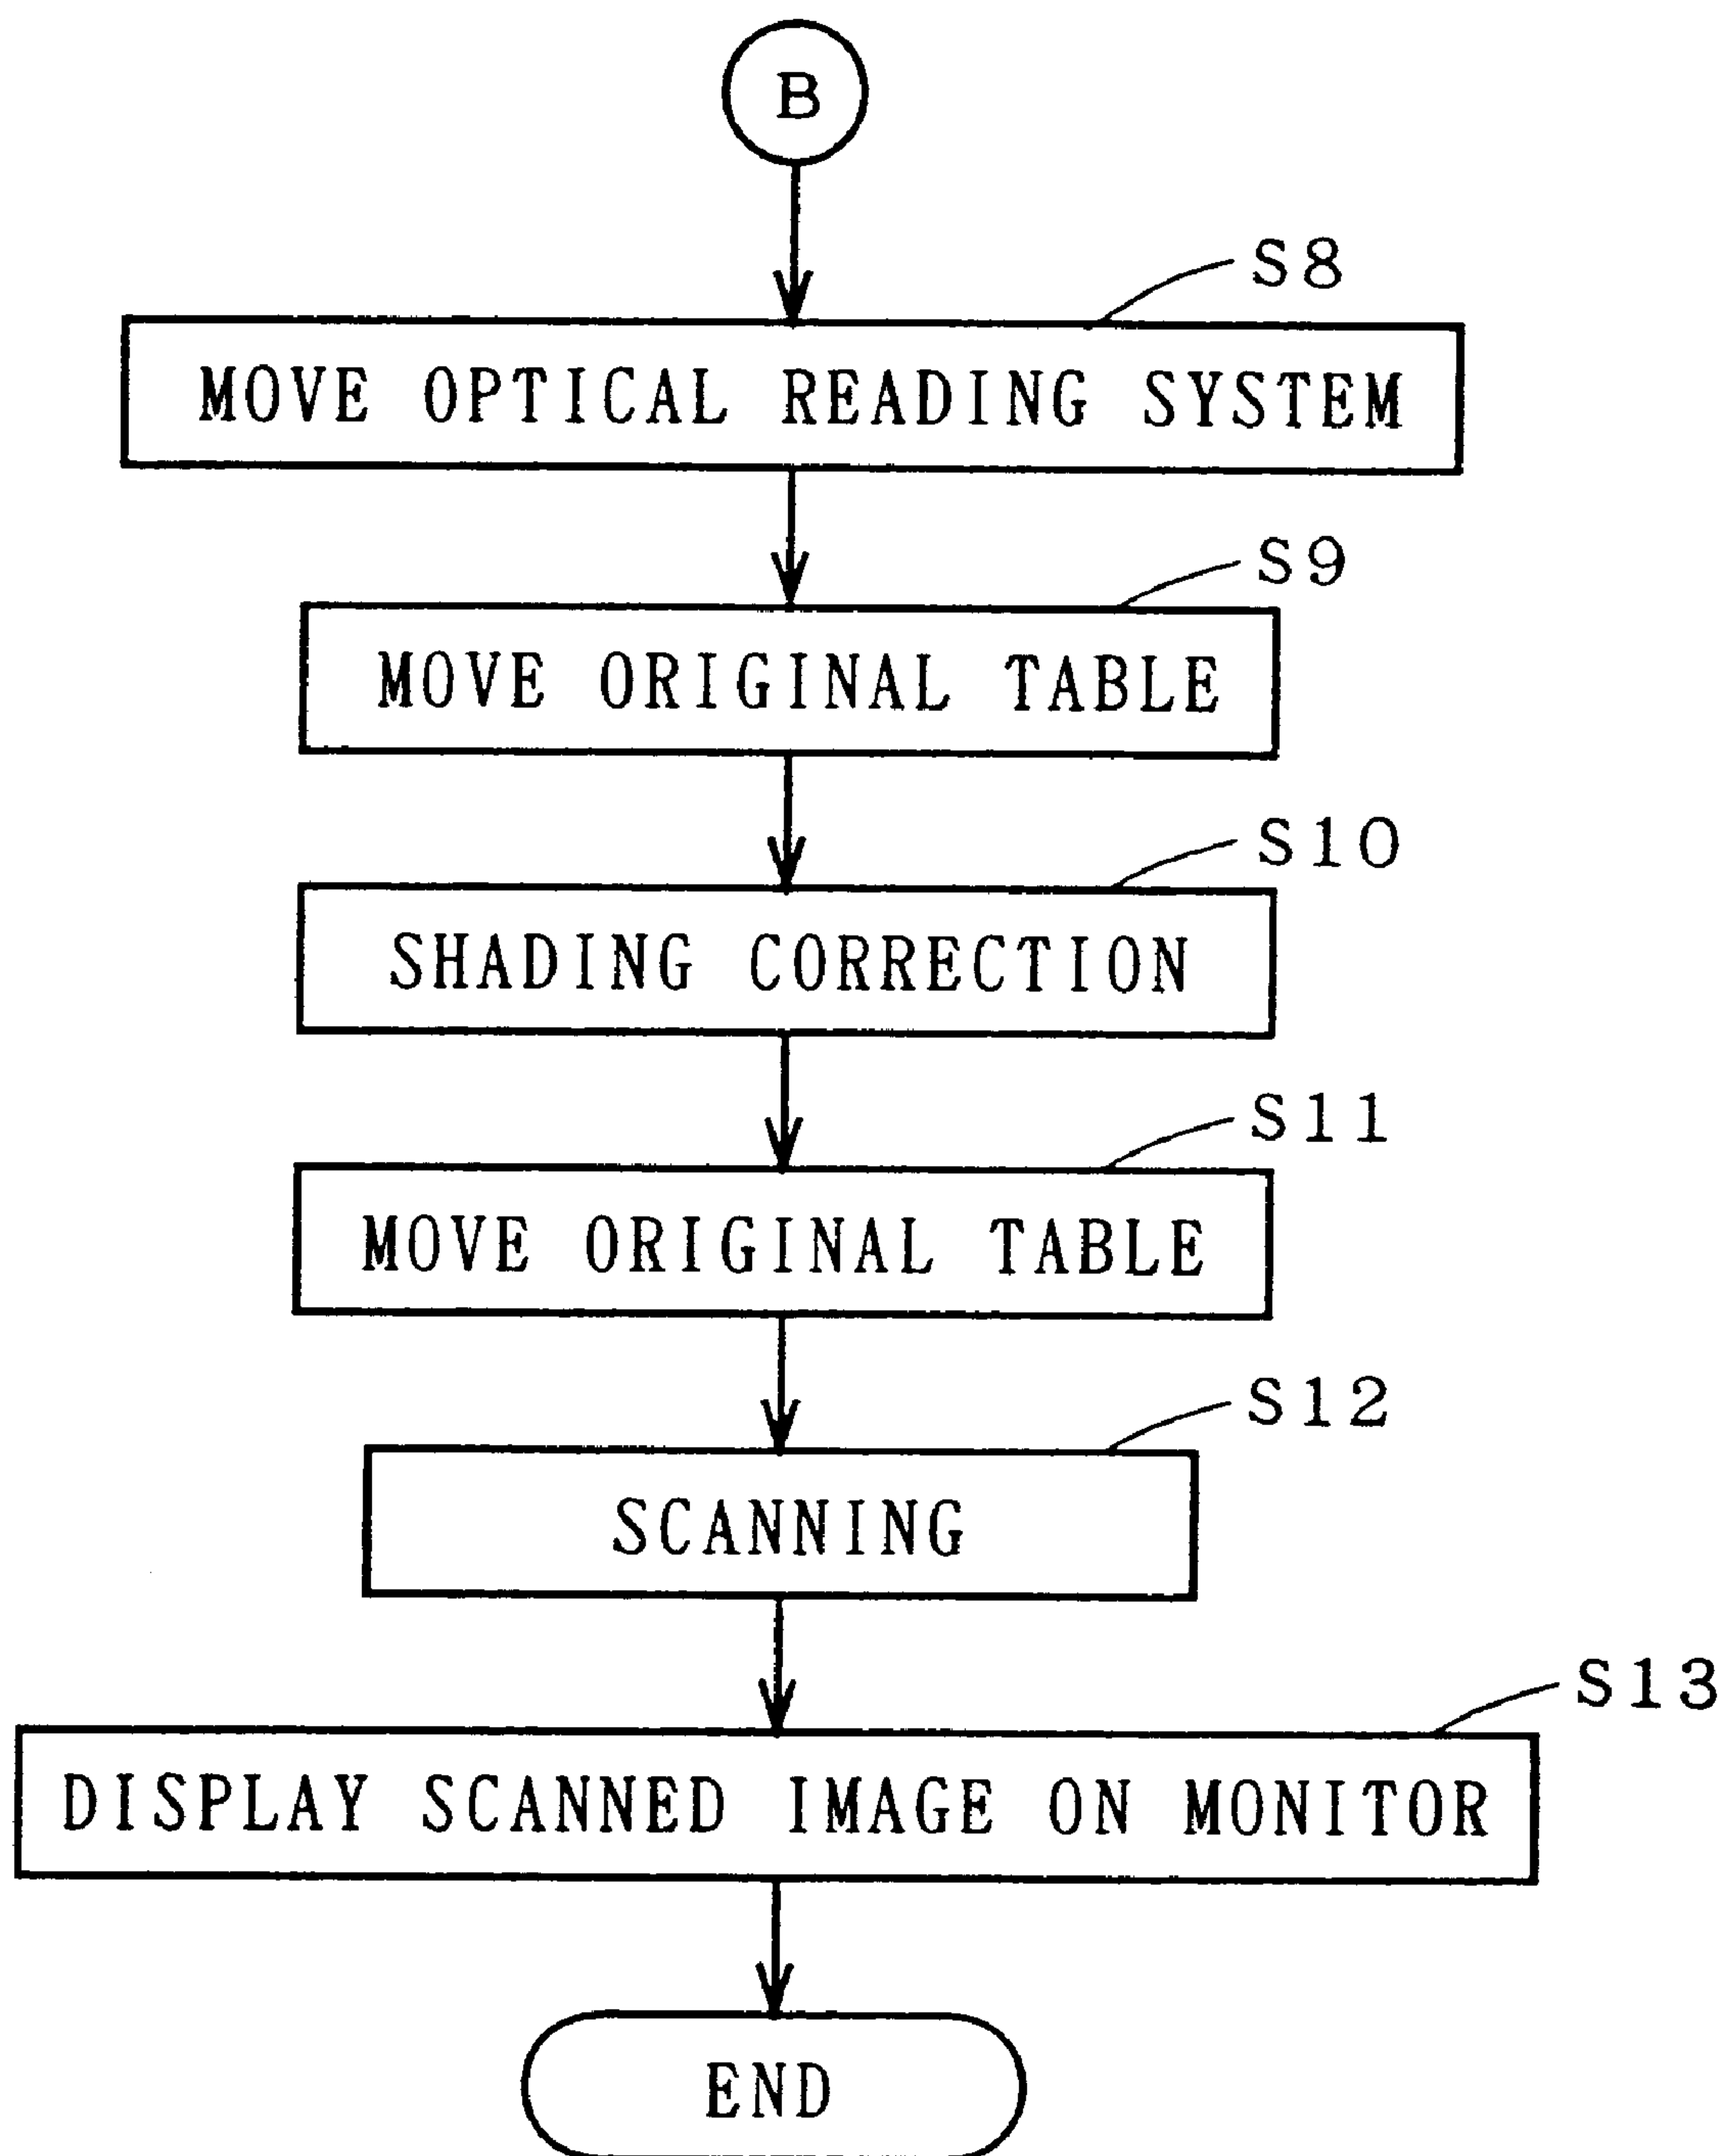 B
S8
MOVE OPTICAL READING SYSTEM
S9
MOVE ORIGINAL TABLE
S10
SHADING CORRECTION
S11
MOVE ORIGINAL TABLE
S12
SCANNING
S13
DISPLAY SCANNED IMAGE ON MONITOR
END